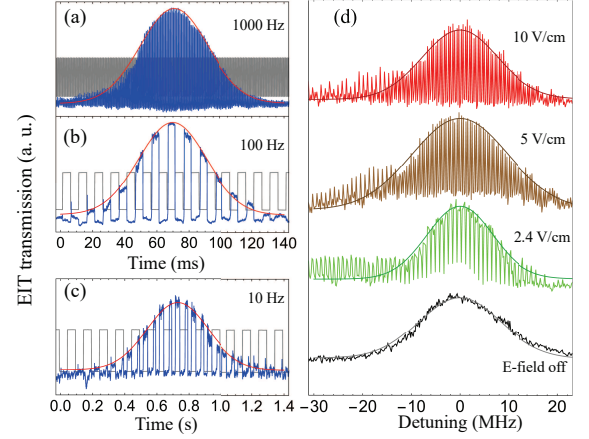 (a)
1000 Hz
(b)
100 Hz
0 20 40 60 80 100 120 140
Time (ms)
(c)
10 Hz
0.0 0.2 0.4 0.6 0.8 1.0 1.2 1.4
Time (s)
EIT transmission (a. u.)
(d)
10 V/cm
5 V/cm
2.4 V/cm
E-field off
-30 -20 -10 0 10 20
Detuning (MHz)